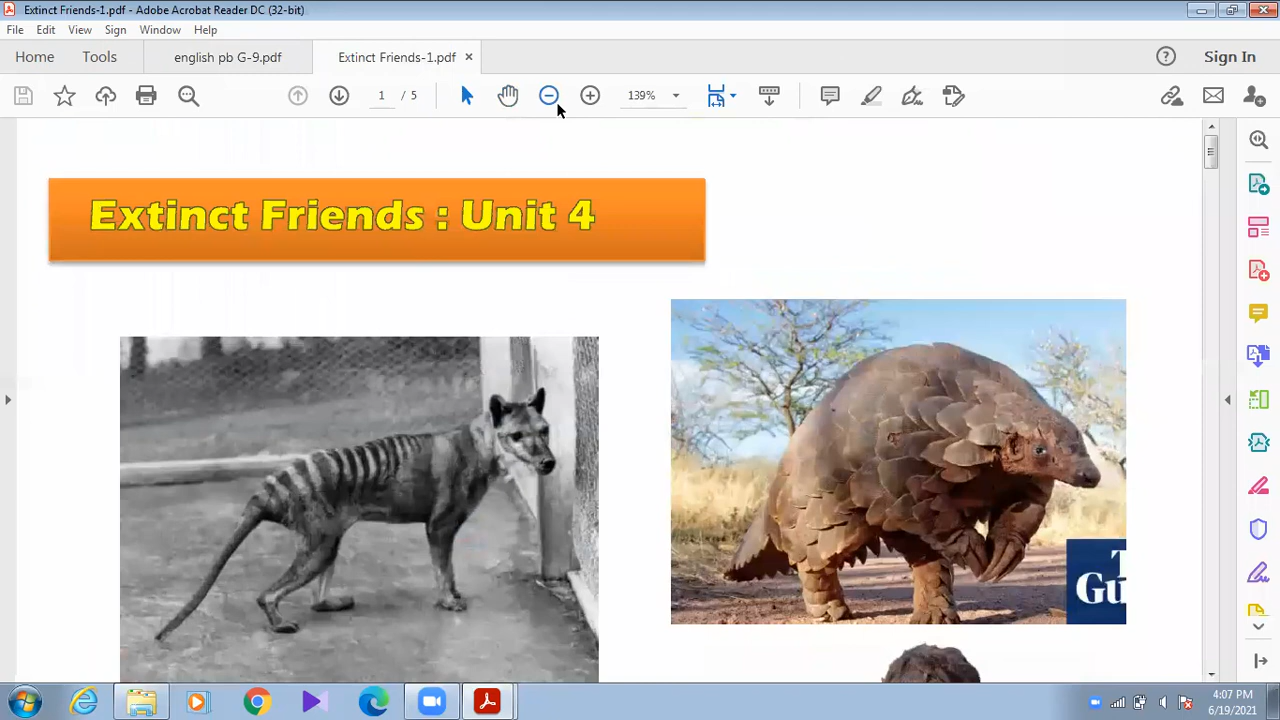 Extinct Friends-1.pdf - Adobe Acrobat Reader DC (32-bit)
File Edit View Sign Window Help
Home Tools english pb G-9.pdf Extinct Friends-1.pdf Sign In
1 / 5 139%
Extinct Friends : Unit 4
4:07 PM
6/19/2021